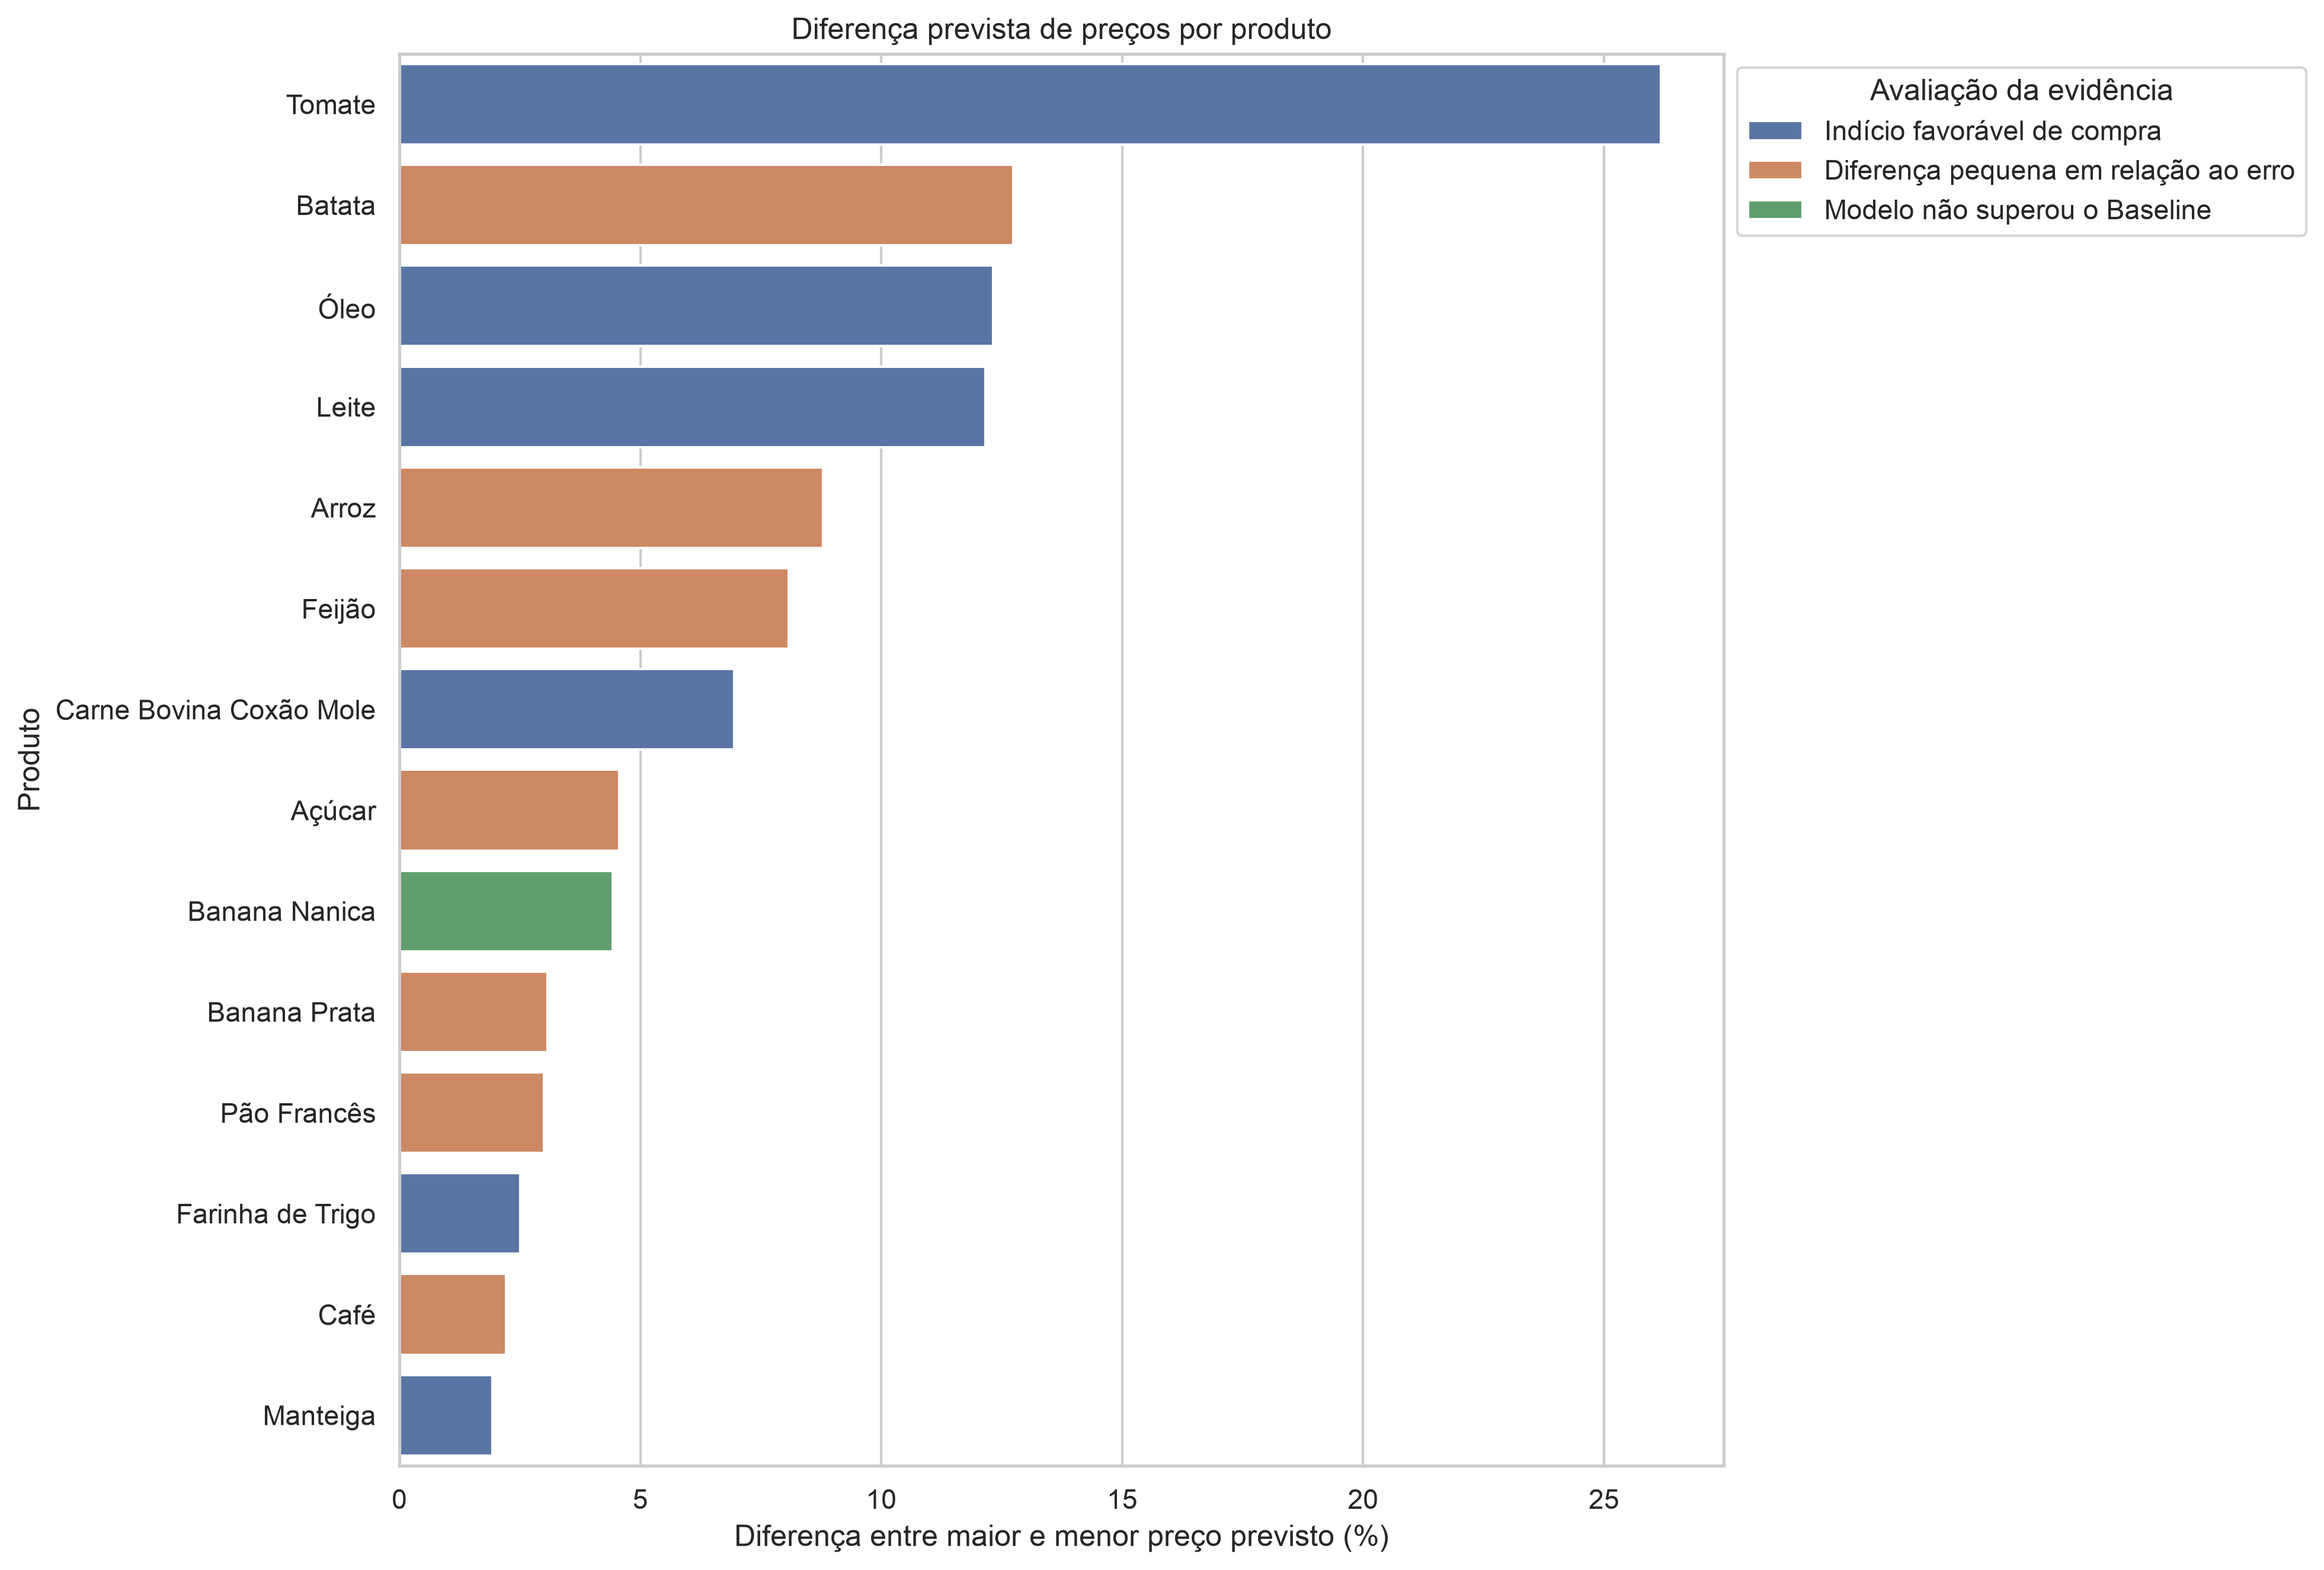 Diferença prevista de preços por produto
Avaliação da evidência
Indício favorável de compra
Diferença pequena em relação ao erro
Modelo não superou o Baseline
Produto
Tomate
Batata
Óleo
Leite
Arroz
Feijão
Carne Bovina Coxão Mole
Açúcar
Banana Nanica
Banana Prata
Pão Francês
Farinha de Trigo
Café
Manteiga
0 5 10 15 20 25
Diferença entre maior e menor preço previsto (%)